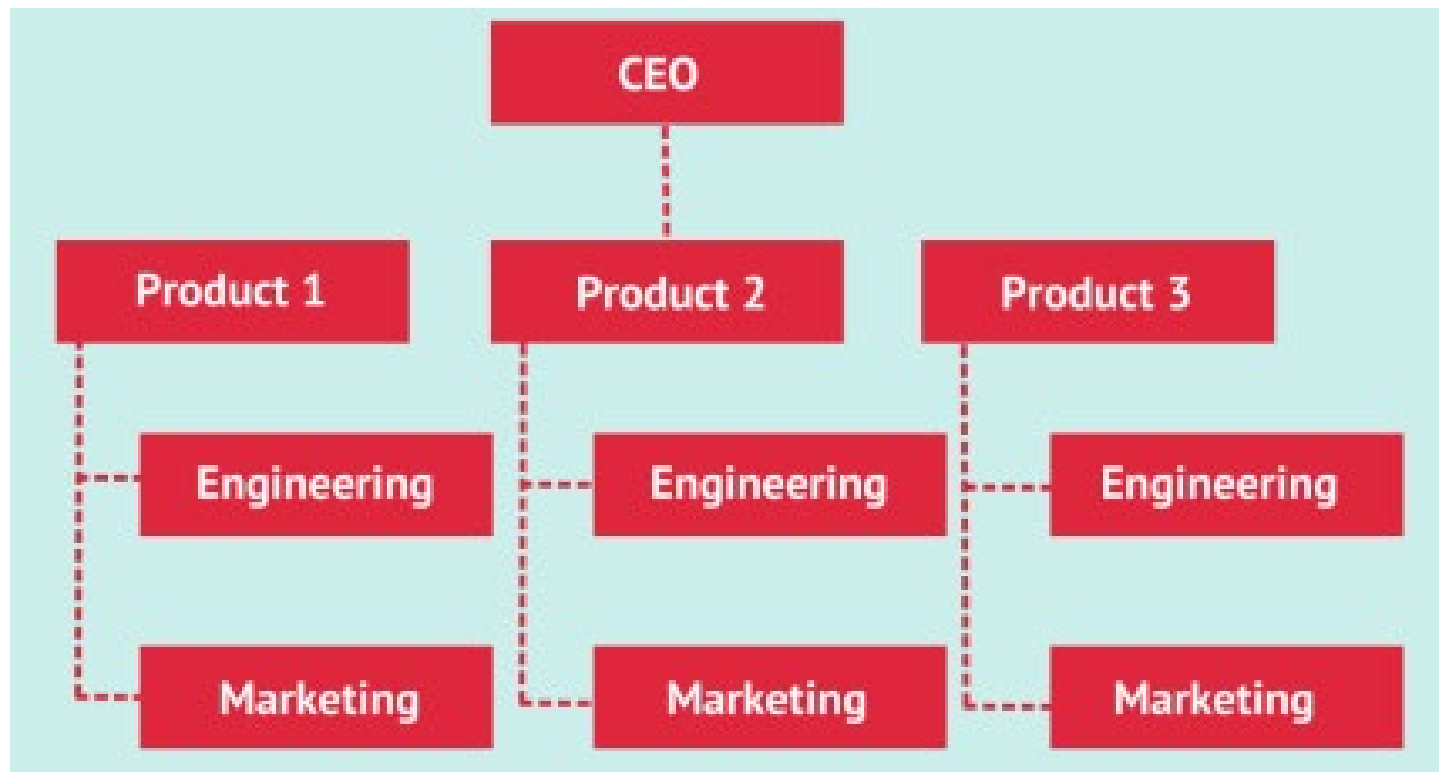 CEO
Product 1
Product 2
Product 3
Engineering
Engineering
Engineering
Marketing
Marketing
Marketing